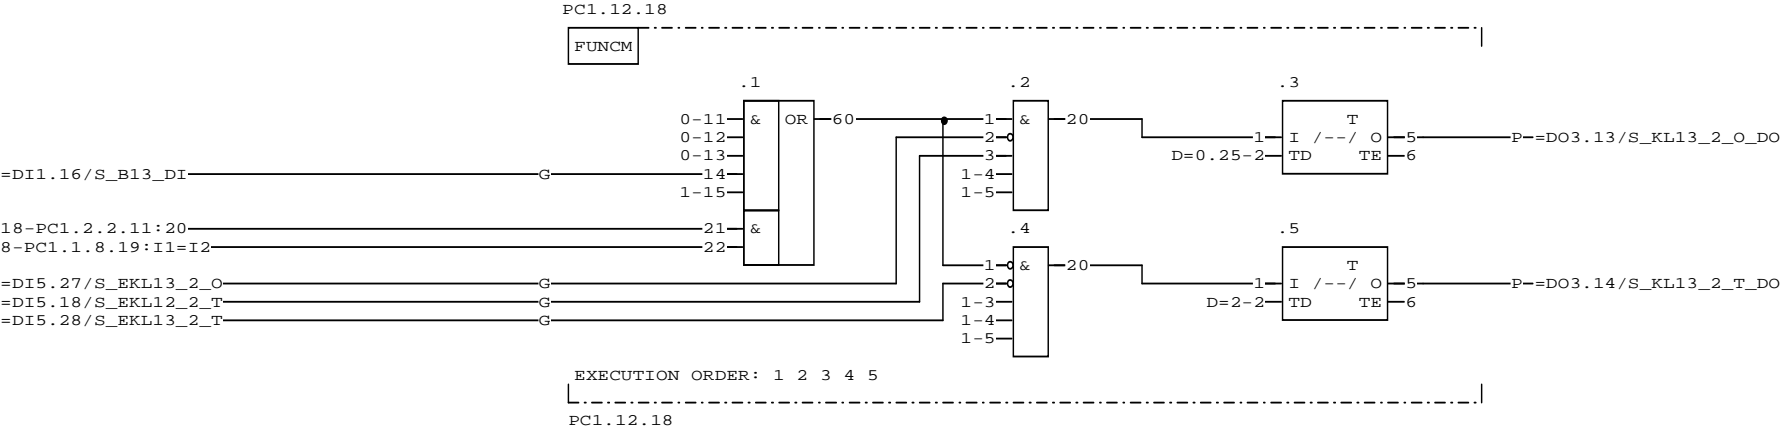 PC1.12.18
FUNCM
.1 .2 .3
0-11 & OR 60 1 & 20 T
0-12 2 1 I /--/ O 5 P =DO3.13/S_KL13_2_O_DO
0-13 3 D=0.25-2 TD TE 6
=DI1.16/S_B13_DI G 14 1-4
1-15 1-5
18-PC1.2.2.11:20 21 & .4 .5
8-PC1.1.8.19:I1=I2 22
1 & 20 T
=DI5.27/S_EKL13_2_O G 2 1 I /--/ O 5 P =DO3.14/S_KL13_2_T_DO
=DI5.18/S_EKL12_2_T G 1-3 D=2-2 TD TE 6
=DI5.28/S_EKL13_2_T G 1-4
1-5
EXECUTION ORDER: 1 2 3 4 5
PC1.12.18